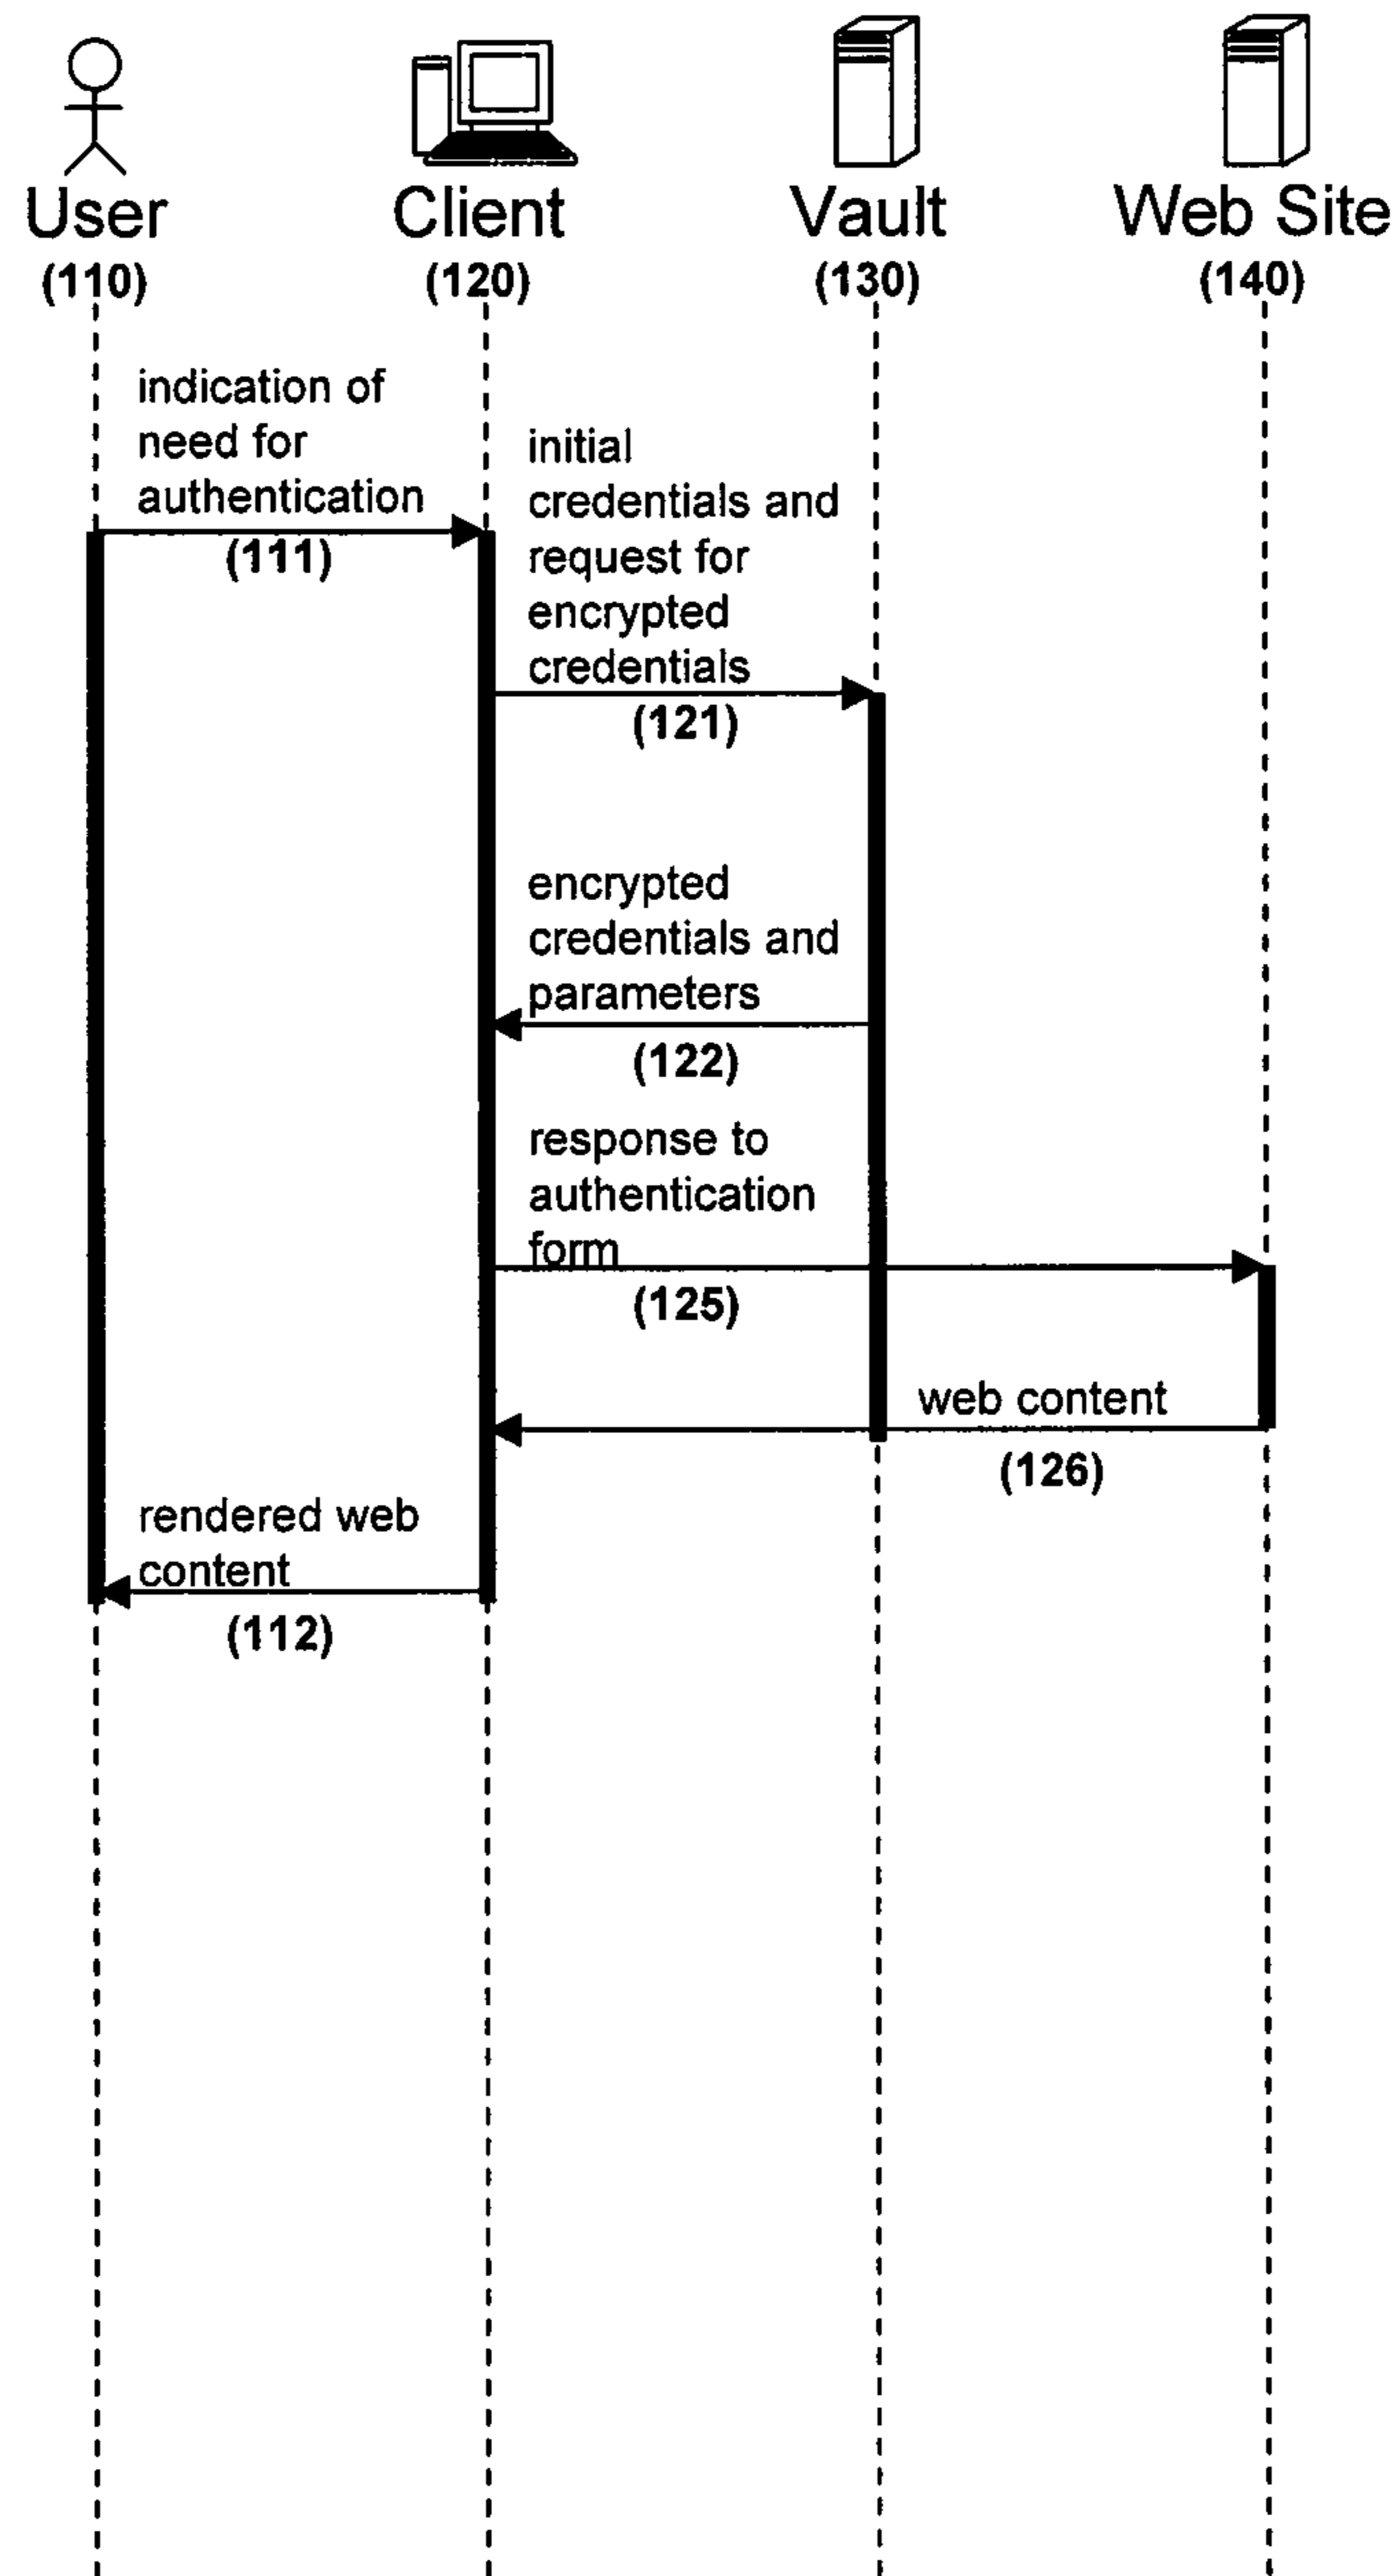 User
Client
Vault
Web Site
(110)
(120)
(130)
(140)
indication of
need for
authentication
(111)
initial
credentials and
request for
encrypted
credentials
(121)
encrypted
credentials and
parameters
(122)
response to
authentication
form
(125)
web content
(126)
rendered web
content
(112)